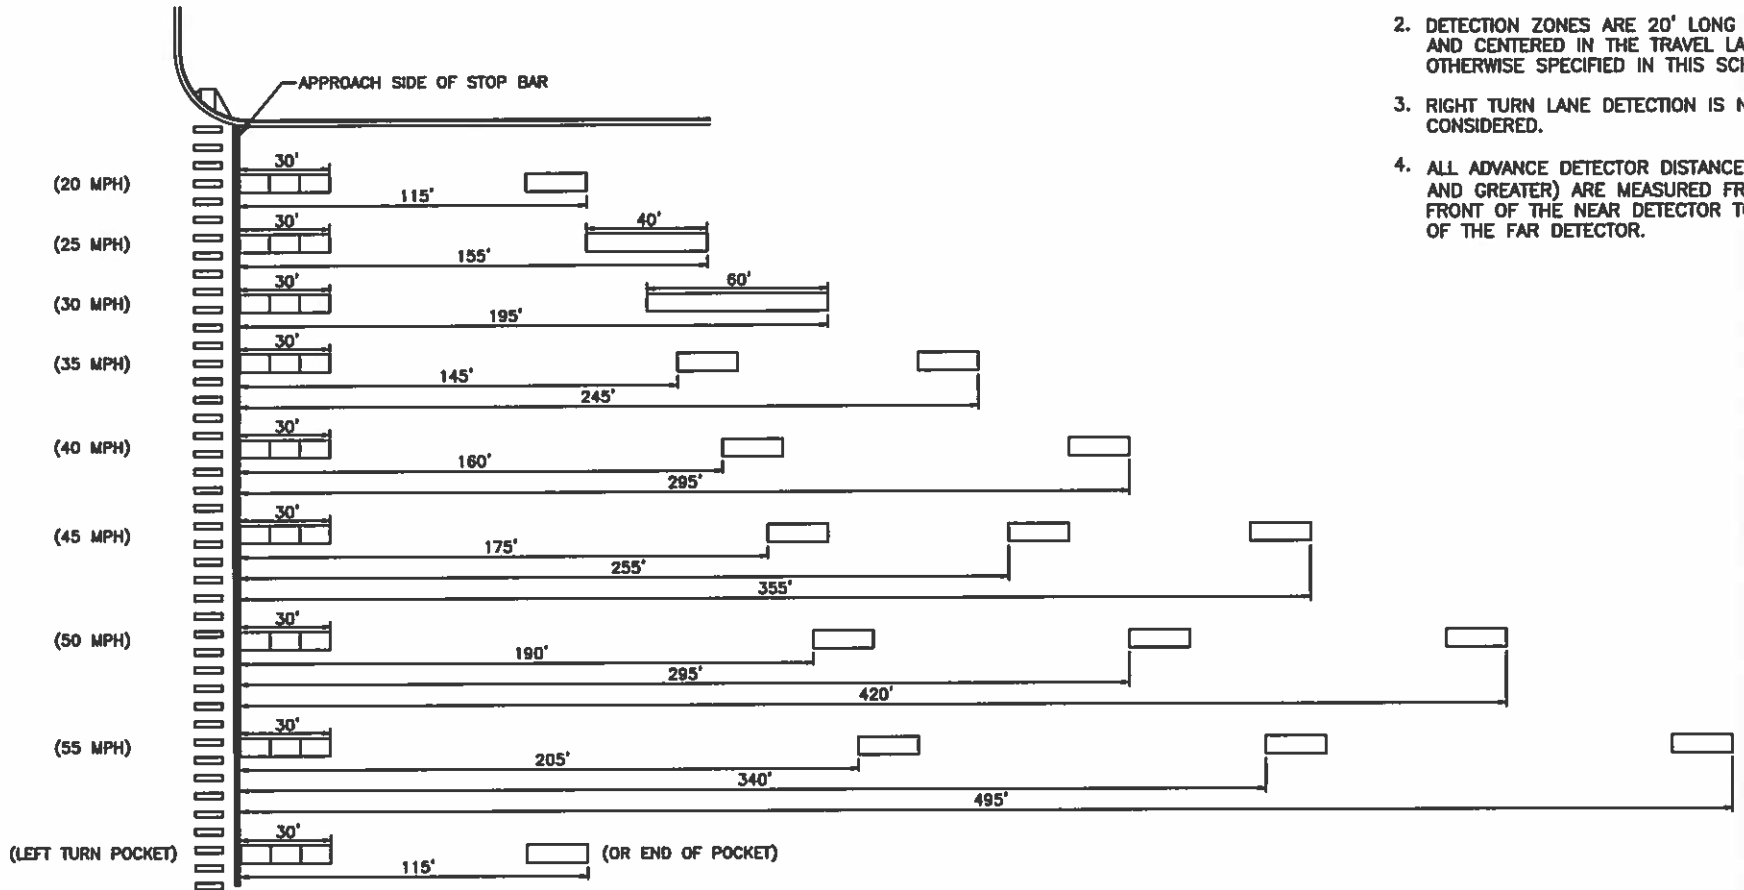 2. DETECTION ZONES ARE 20' LONG
AND CENTERED IN THE TRAVEL
OTHERWISE SPECIFIED IN THIS
3. RIGHT TURN LANE DETECTION IS
CONSIDERED.
4. ALL ADVANCE DETECTOR DISTANCE
AND GREATER) ARE MEASURED
FRONT OF THE NEAR DETECTOR
OF THE FAR DETECTOR.
APPROACH SIDE OF STOP BAR
(20 MPH)
30'
115'
(25 MPH)
30'
40'
155'
(30 MPH)
30'
60'
195'
(35 MPH)
30'
145'
245'
(40 MPH)
30'
160'
295'
(45 MPH)
30'
175'
255'
355'
(50 MPH)
30'
190'
295'
420'
(55 MPH)
30'
205'
340'
495'
(LEFT TURN POCKET)
30'
(OR END OF POCKET)
115'